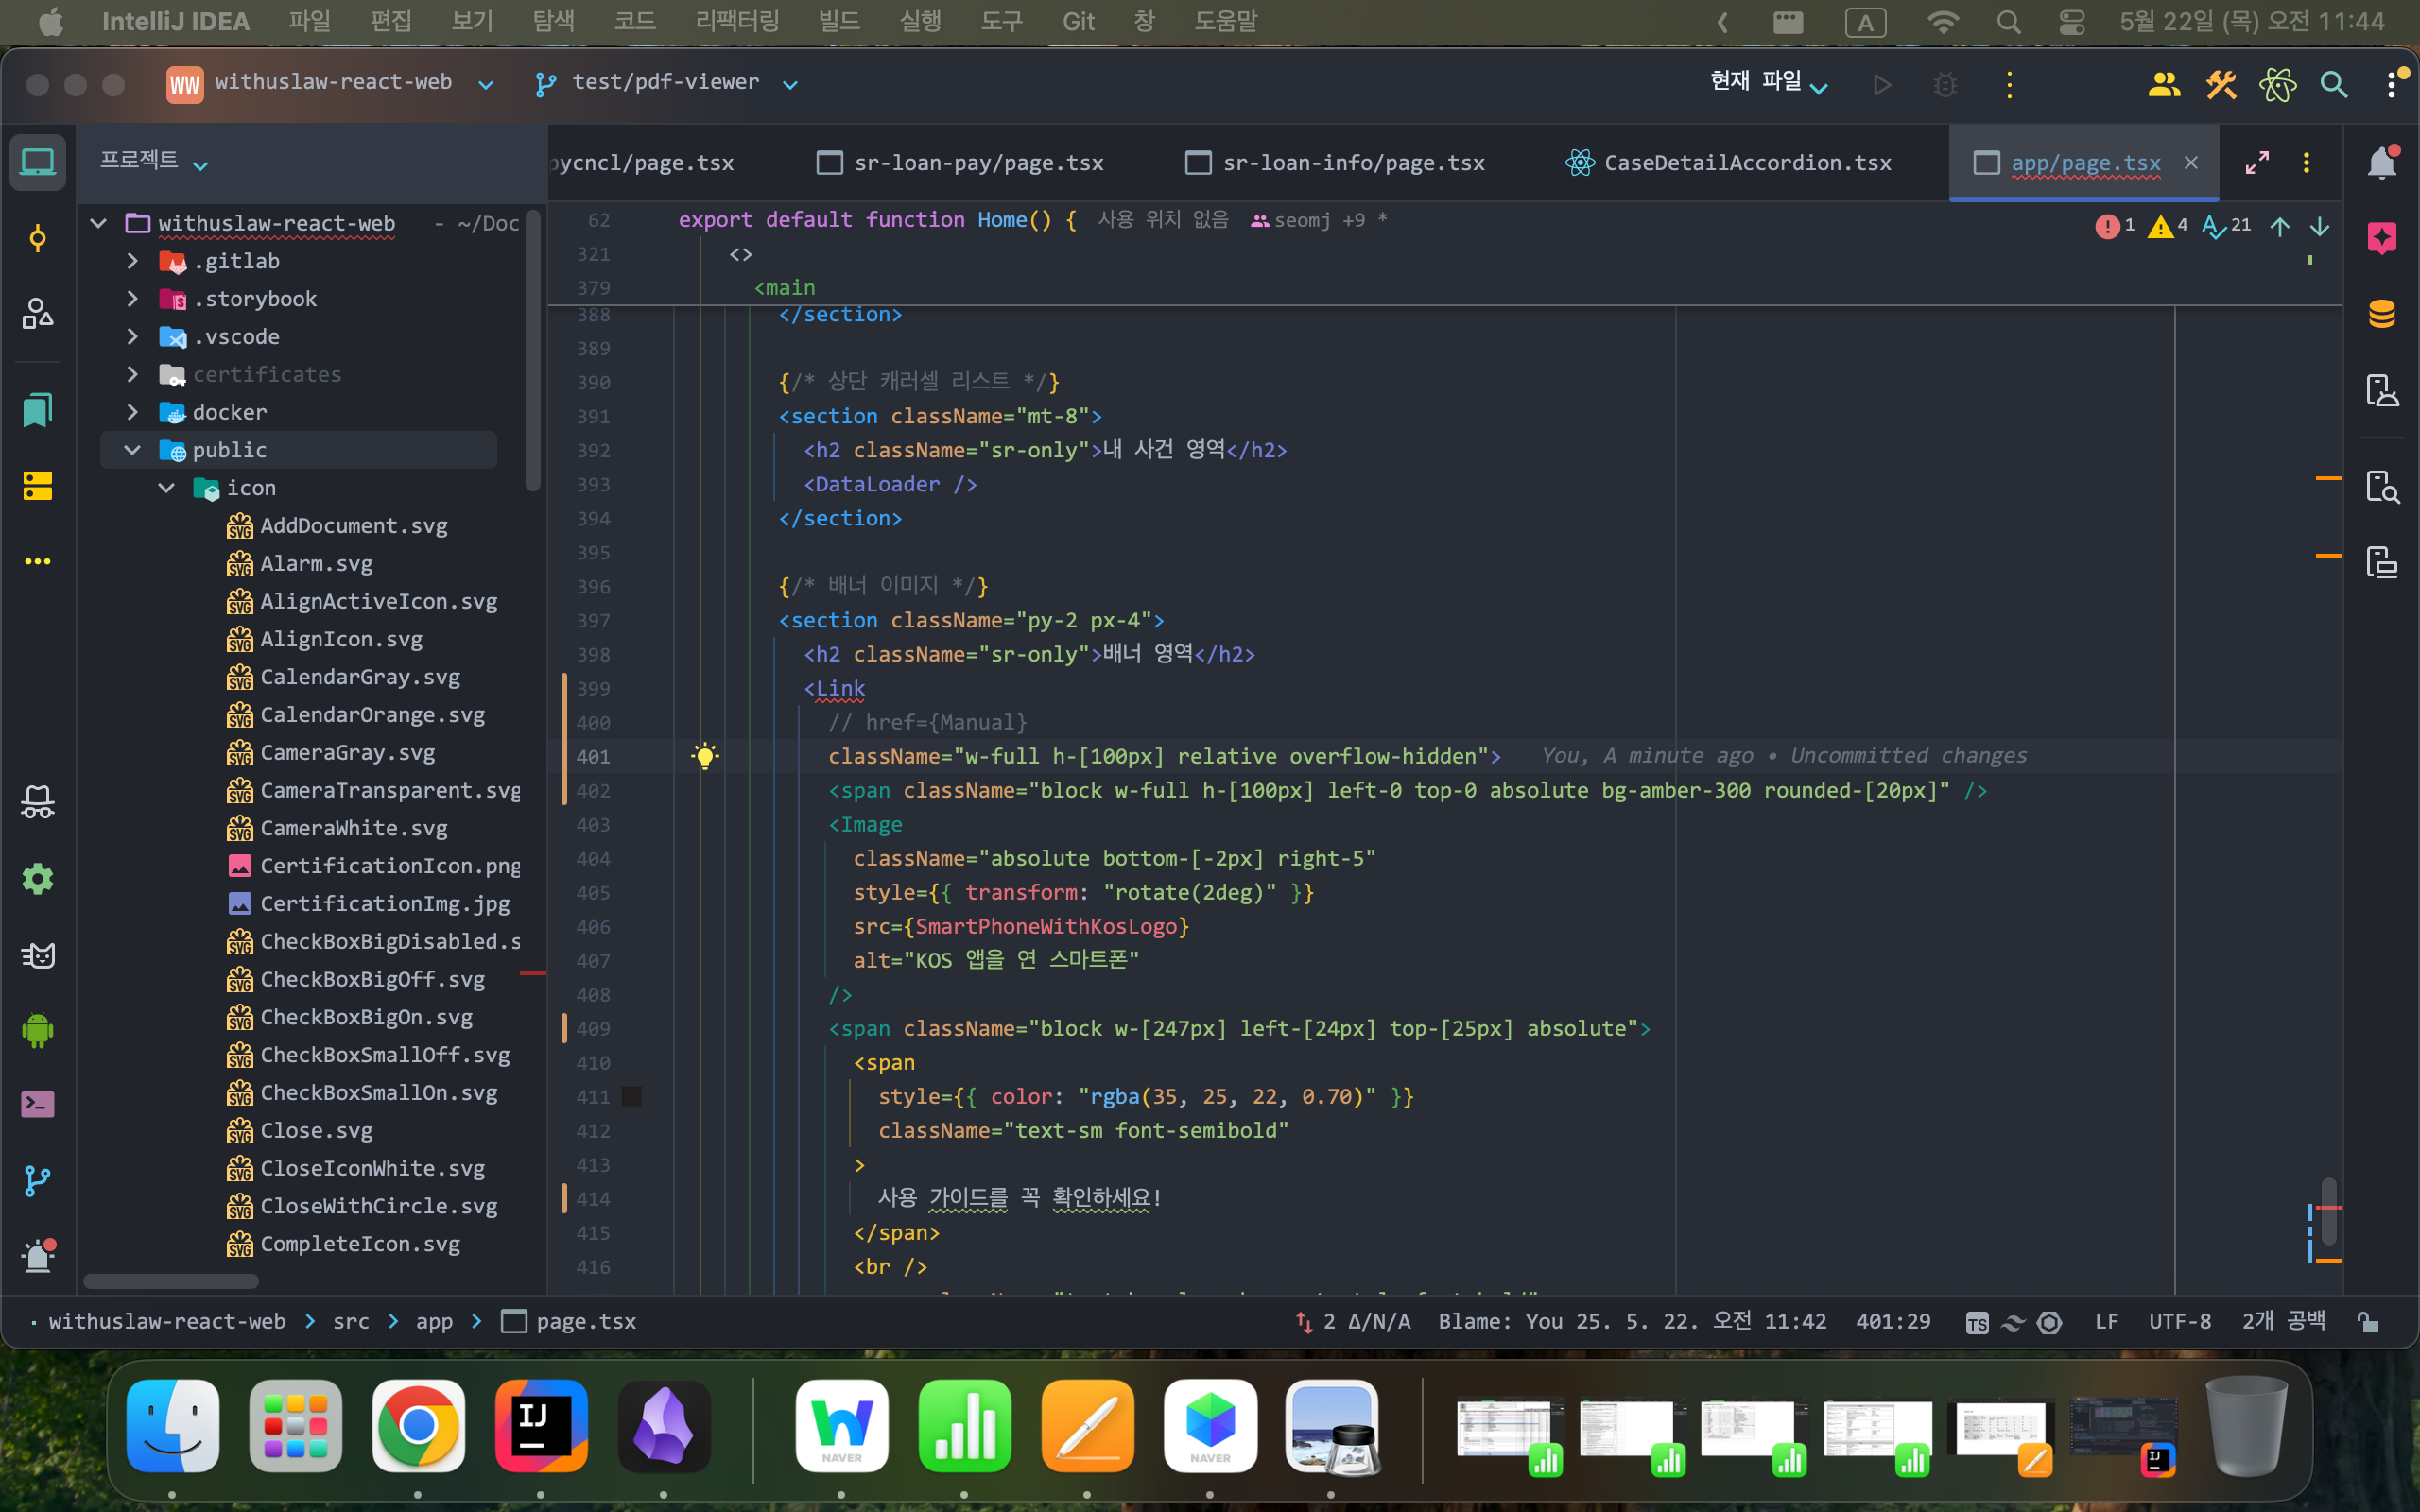 IntelliJ IDEA 파일 편집 보기 탐색 코드 리팩터링 빌드 실행 도구 Git 창 도움말 A 5월 22일 (목) 오전 11:44
WW withuslaw-react-web test/pdf-viewer 현재 파일
프로젝트
pycncl/page.tsx sr-loan-pay/page.tsx sr-loan-info/page.tsx CaseDetailAccordion.tsx app/page.tsx
withuslaw-react-web - ~/Doc
.gitlab
.storybook
.vscode
certificates
docker
public
icon
AddDocument.svg
Alarm.svg
AlignActiveIcon.svg
AlignIcon.svg
CalendarGray.svg
CalendarOrange.svg
CameraGray.svg
CameraTransparent.svg
CameraWhite.svg
CertificationIcon.png
CertificationImg.jpg
CheckBoxBigDisabled.s
CheckBoxBigOff.svg
CheckBoxBigOn.svg
CheckBoxSmallOff.svg
CheckBoxSmallOn.svg
Close.svg
CloseIconWhite.svg
CloseWithCircle.svg
CompleteIcon.svg
62 export default function Home() { 사용 위치 없음 seomj +9 *
1 4 21
321 <>
379 <main
388 </section>
389
390 {/* 상단 캐러셀 리스트 */}
391 <section className="mt-8">
392 <h2 className="sr-only">내 사건 영역</h2>
393 <DataLoader />
394 </section>
395
396 {/* 배너 이미지 */}
397 <section className="py-2 px-4">
398 <h2 className="sr-only">배너 영역</h2>
399 <Link
400 // href={Manual}
401 className="w-full h-[100px] relative overflow-hidden"> You, A minute ago • Uncommitted changes
402 <span className="block w-full h-[100px] left-0 top-0 absolute bg-amber-300 rounded-[20px]" />
403 <Image
404 className="absolute bottom-[-2px] right-5"
405 style={{ transform: "rotate(2deg)" }}
406 src={SmartPhoneWithKosLogo}
407 alt="KOS 앱을 연 스마트폰"
408 />
409 <span className="block w-[247px] left-[24px] top-[25px] absolute">
410 <span
411 style={{ color: "rgba(35, 25, 22, 0.70)" }}
412 className="text-sm font-semibold"
413 >
414 사용 가이드를 꼭 확인하세요!
415 </span>
416 <br />
withuslaw-react-web > src > app > page.tsx 2 Δ/N/A Blame: You 25. 5. 22. 오전 11:42 401:29 TS LF UTF-8 2개 공백
IJ NAVER NAVER IJ